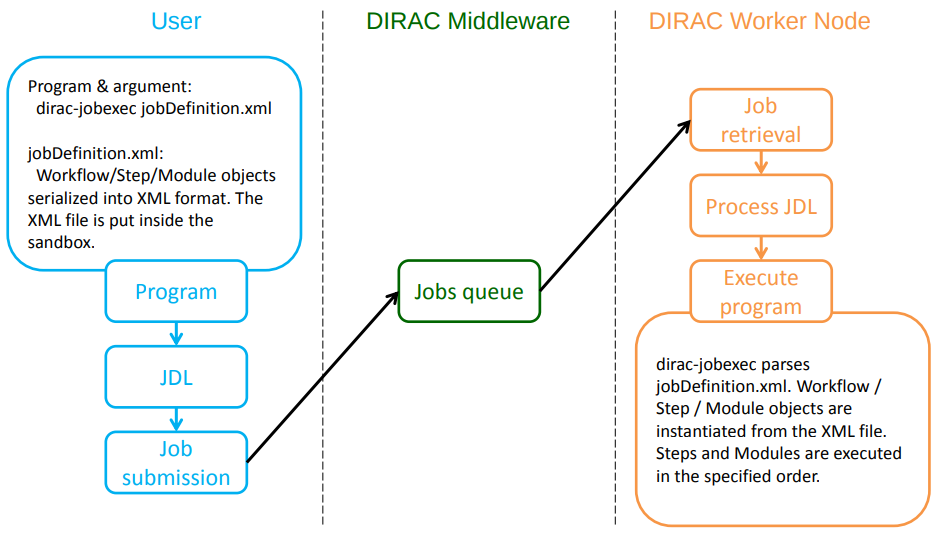 User
DIRAC Middleware
DIRAC Worker Node
Program & argument:
dirac-jobexec jobDefinition.xml
jobDefinition.xml:
Workflow/Step/Module objects
serialized into XML format. The
XML file is put inside the
sandbox.
Program
JDL
Job
submission
Jobs queue
Job
retrieval
Process JDL
Execute
program
dirac-jobexec parses
jobDefinition.xml. Workflow /
Step / Module objects are
instantiated from the XML file.
Steps and Modules are executed
in the specified order.